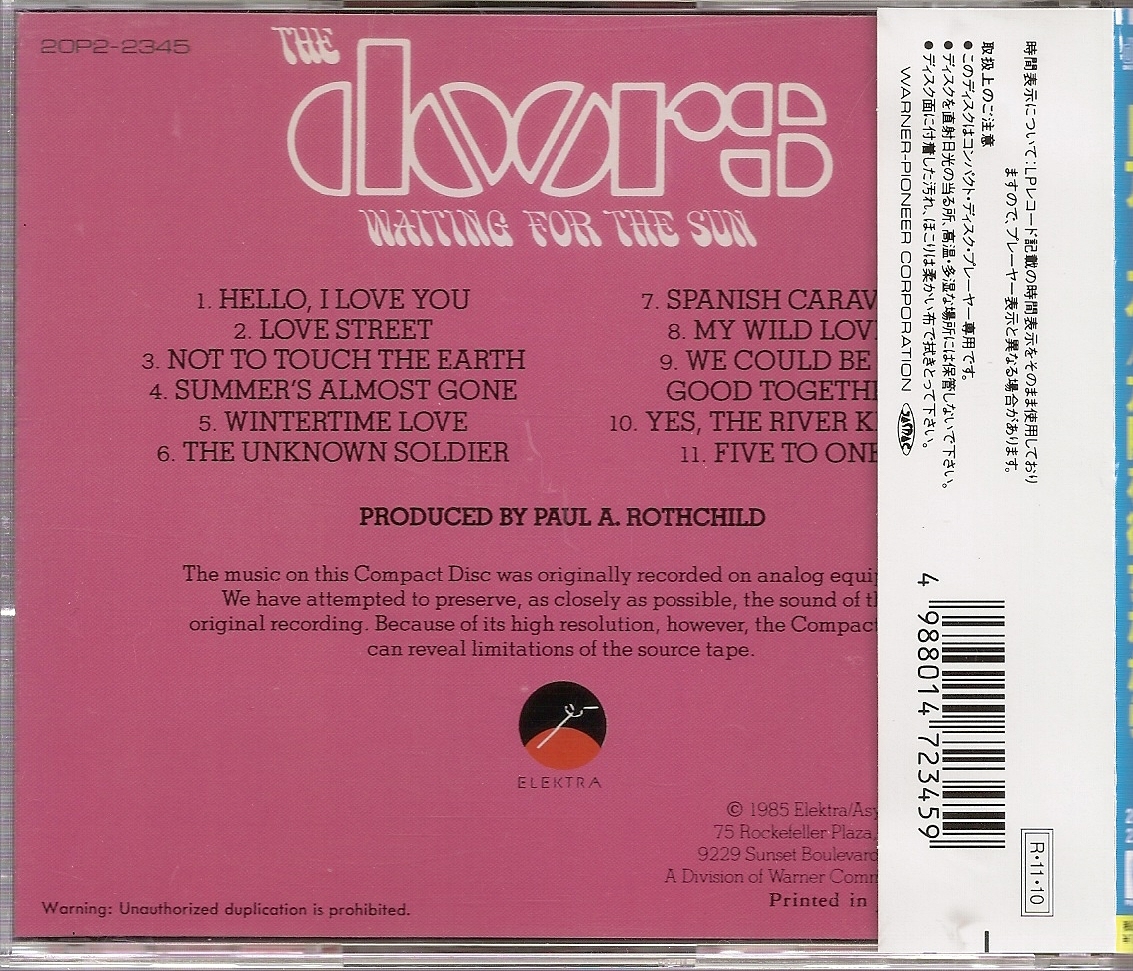 20P2-2345
THE
doors
WAITING FOR THE SUN
1. HELLO, I LOVE YOU
2. LOVE STREET
3. NOT TO TOUCH THE EARTH
4. SUMMER'S ALMOST GONE
5. WINTERTIME LOVE
6. THE UNKNOWN SOLDIER
7. SPANISH CARAV
8. MY WILD LOV
9. WE COULD BE
GOOD TOGETHE
10. YES, THE RIVER K
11. FIVE TO ONE
PRODUCED BY PAUL A. ROTHCHILD
The music on this Compact Disc was originally recorded on analog equip
We have attempted to preserve, as closely as possible, the sound of th
original recording. Because of its high resolution, however, the Compact
can reveal limitations of the source tape.
ELEKTRA
© 1985 Elektra/Asy
75 Rockefeller Plaza,
9229 Sunset Boulevard
A Division of Warner Comm
Printed in
Warning: Unauthorized duplication is prohibited.
時間表示について:LPレコード記載の時間表示をそのまま使用しており
ますので、プレーヤー表示と異なる場合があります。
取扱上のご注意
●このディスクはコンパクト・ディスク・プレーヤー専用です。
●ディスクを直射日光の当る所、高温・多湿な場所には保管しないで下さい。
●ディスク面に付着した汚れ、ほこりは柔かい布で拭きとって下さい。
WARNER-PIONEER CORPORATION
4 988014 723459
R・11・10